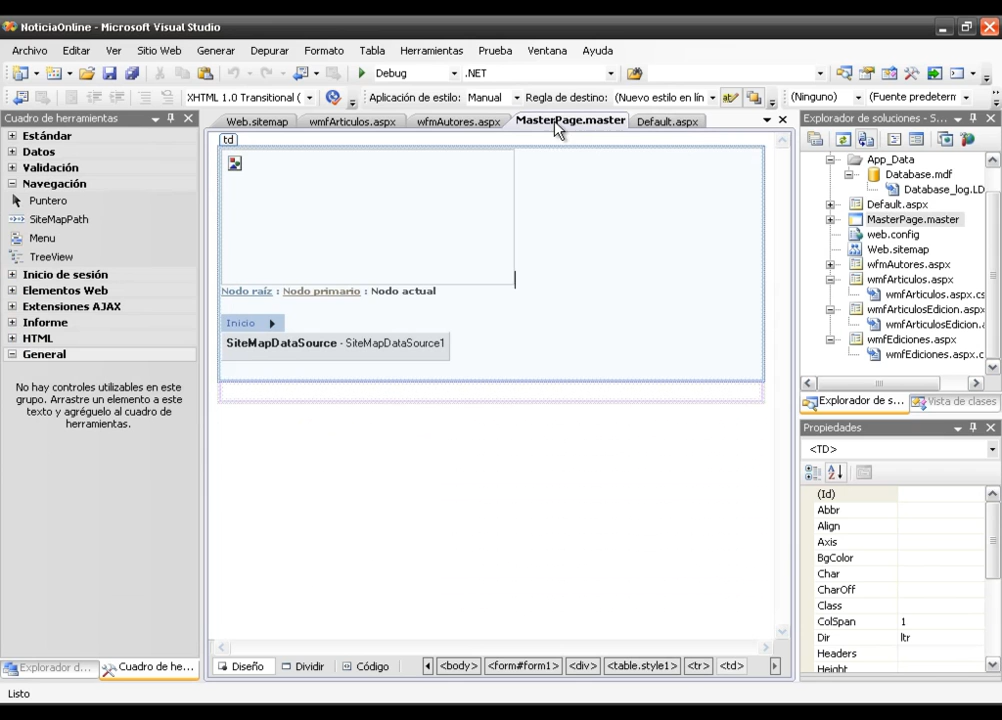 NoticiaOnline - Microsoft Visual Studio
Archivo Editar Ver Sitio Web Generar Depurar Formato Tabla Herramientas Prueba Ventana Ayuda
Debug .NET
XHTML 1.0 Transitional ( Aplicación de estilo: Manual Regla de destino: (Nuevo estilo en lín (Ninguno) (Fuente predeterm
Cuadro de herramientas
Estándar
Datos
Validación
Navegación
Puntero
SiteMapPath
Menu
TreeView
Inicio de sesión
Elementos Web
Extensiones AJAX
Informe
HTML
General
No hay controles utilizables en este
grupo. Arrastre un elemento a este
texto y agréguelo al cuadro de
herramientas.
Explorador d... Cuadro de he...
Web.sitemap wmfArticulos.aspx wfmAutores.aspx MasterPage.master Default.aspx
td
Nodo raíz : Nodo primario : Nodo actual
Inicio
SiteMapDataSource - SiteMapDataSource1
Diseño Dividir Código <body> <form#form1> <div> <table.style1> <tr> <td>
Explorador de soluciones - S...
App_Data
Database.mdf
Database_log.LD
Default.aspx
MasterPage.master
web.config
Web.sitemap
wfmAutores.aspx
wmfArticulos.aspx
wmfArticulos.aspx.cs
wmfArticulosEdicion.a
wmfArticulosEdicion.
wmfEdiciones.aspx
wmfEdiciones.aspx.c
Explorador de s... Vista de clases
Propiedades
<TD>
(Id)
Abbr
Align
Axis
BgColor
Char
CharOff
Class
ColSpan 1
Dir ltr
Headers
Height
Listo